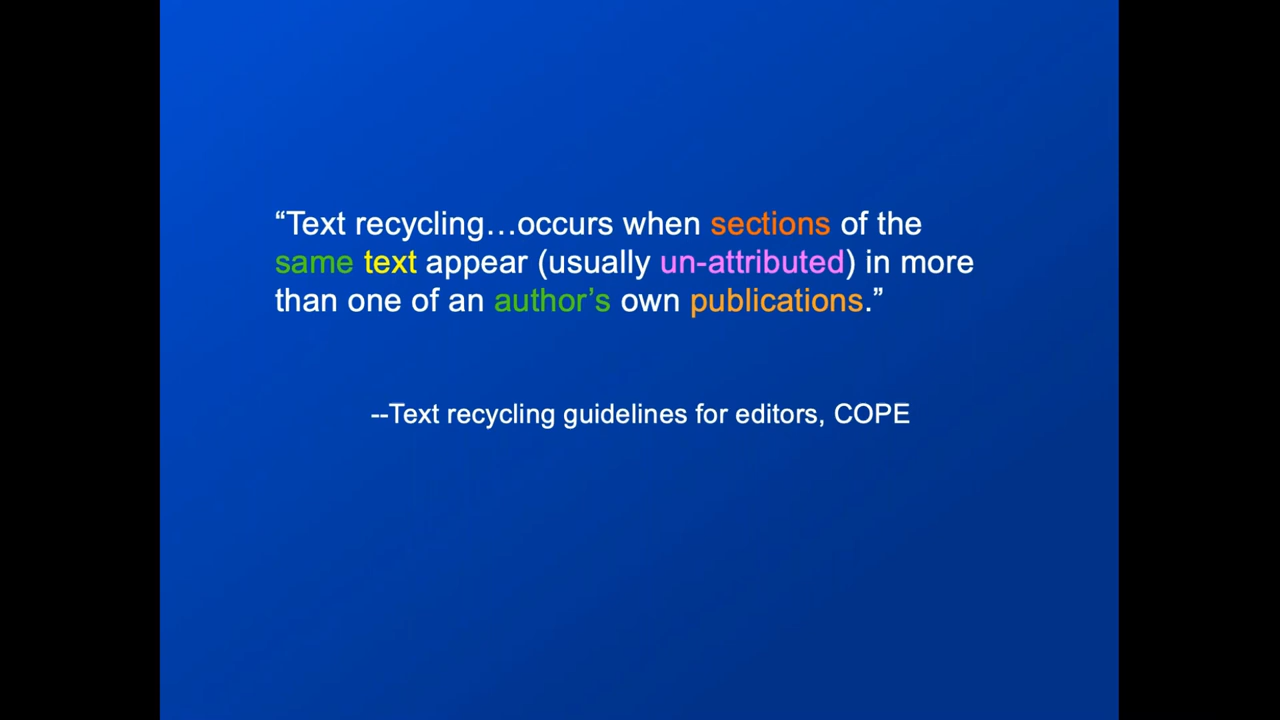 “Text recycling…occurs when sections of the
same text appear (usually un-attributed) in more
than one of an author’s own publications.”
--Text recycling guidelines for editors, COPE